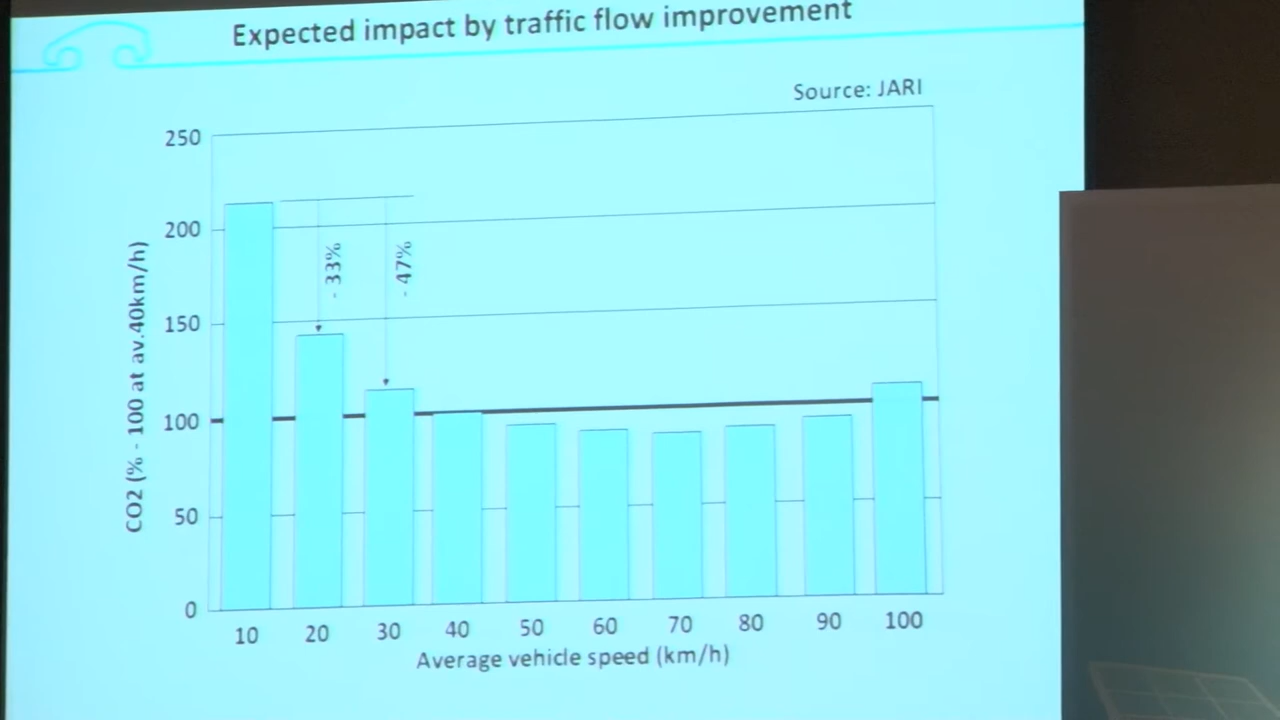 Expected impact by traffic flow improvement
Source: JARI
CO2 (% - 100 at av.40km/h)
250
200
150
100
50
0
- 33%
- 47%
10 20 30 40 50 60 70 80 90 100
Average vehicle speed (km/h)